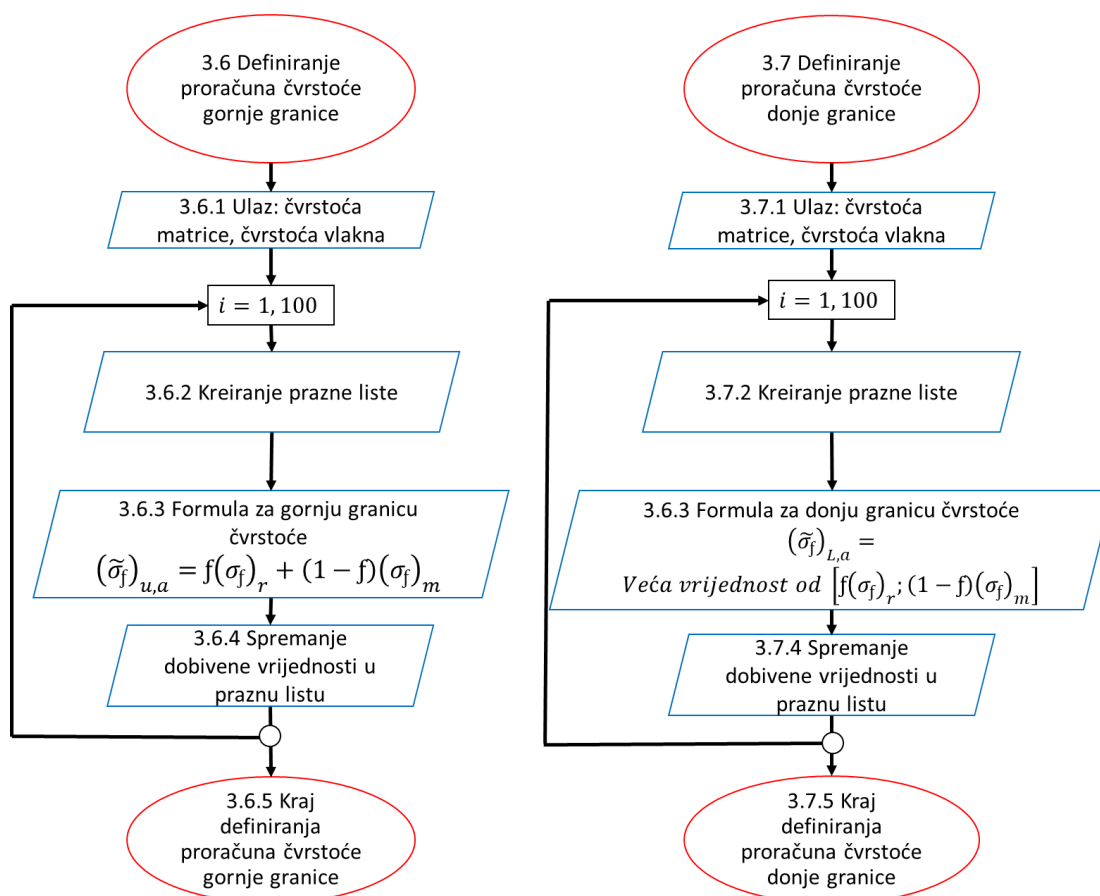 3.6 Definiranje
proračuna čvrstoće
gornje granice
3.6.1 Ulaz: čvrstoća
matrice, čvrstoća vlakna
i = 1, 100
3.6.2 Kreiranje prazne liste
3.6.3 Formula za gornju granicu
čvrstoće
(σ̃f)u,a = f(σf)r + (1 − f)(σf)m
3.6.4 Spremanje
dobivene vrijednosti u
praznu listu
3.6.5 Kraj
definiranja
proračuna čvrstoće
gornje granice
3.7 Definiranje
proračuna čvrstoće
donje granice
3.7.1 Ulaz: čvrstoća
matrice, čvrstoća vlakna
i = 1, 100
3.7.2 Kreiranje prazne liste
3.6.3 Formula za donju granicu čvrstoće
(σ̃f)L,a =
Veća vrijednost od [f(σf)r; (1 − f)(σf)m]
3.7.4 Spremanje
dobivene vrijednosti u
praznu listu
3.7.5 Kraj
definiranja
proračuna čvrstoće
donje granice